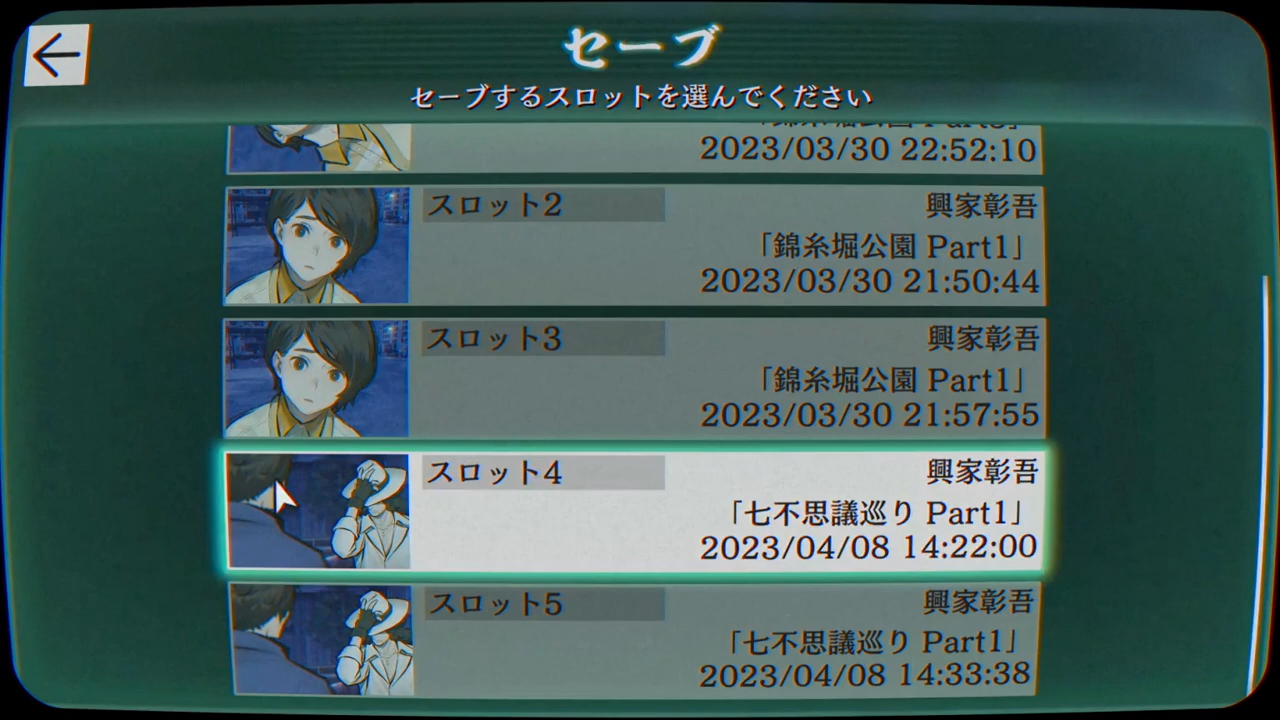 セーブ
セーブするスロットを選んでください
2023/03/30 22:52:10
スロット2
興家彰吾
「錦糸堀公園 Part1」
2023/03/30 21:50:44
スロット3
興家彰吾
「錦糸堀公園 Part1」
2023/03/30 21:57:55
スロット4
興家彰吾
「七不思議巡り Part1」
2023/04/08 14:22:00
スロット5
興家彰吾
「七不思議巡り Part1」
2023/04/08 14:33:38